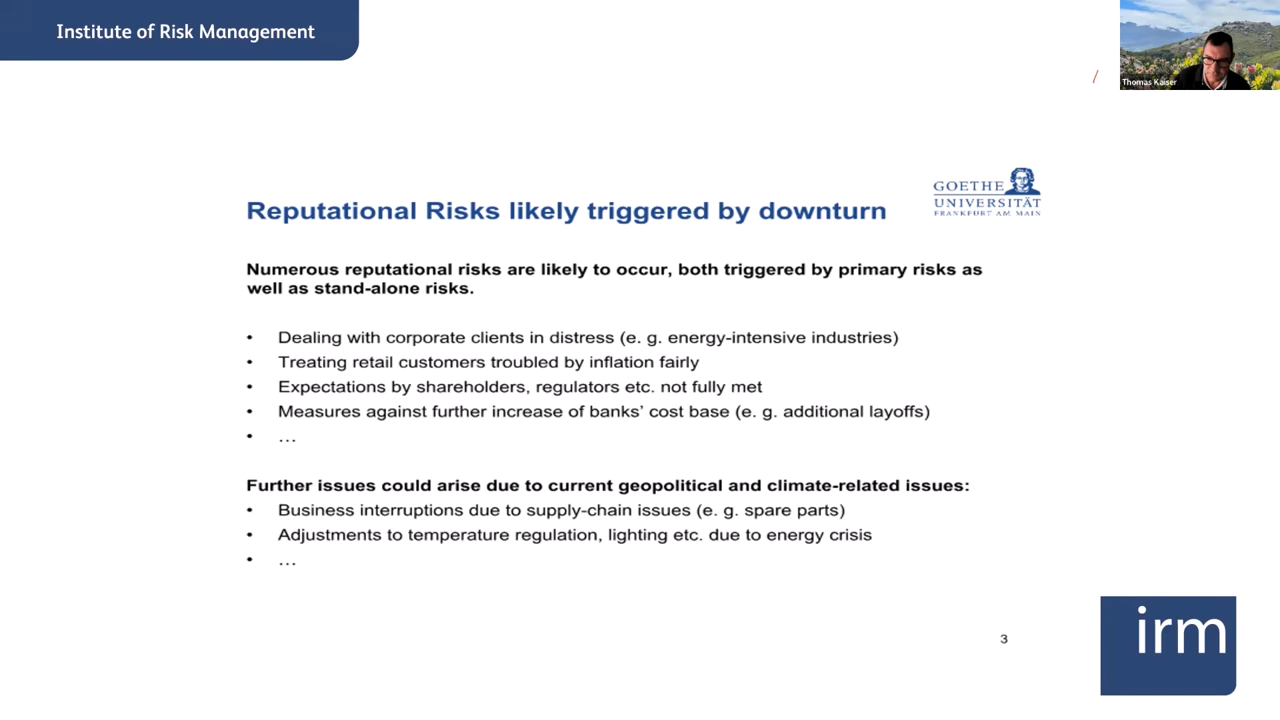 Institute of Risk Management
Thomas Kaiser
GOETHE
UNIVERSITÄT
FRANKFURT AM MAIN
Reputational Risks likely triggered by downturn
Numerous reputational risks are likely to occur, both triggered by primary risks as
well as stand-alone risks.
• Dealing with corporate clients in distress (e. g. energy-intensive industries)
• Treating retail customers troubled by inflation fairly
• Expectations by shareholders, regulators etc. not fully met
• Measures against further increase of banks’ cost base (e. g. additional layoffs)
• …
Further issues could arise due to current geopolitical and climate-related issues:
• Business interruptions due to supply-chain issues (e. g. spare parts)
• Adjustments to temperature regulation, lighting etc. due to energy crisis
• …
3
irm